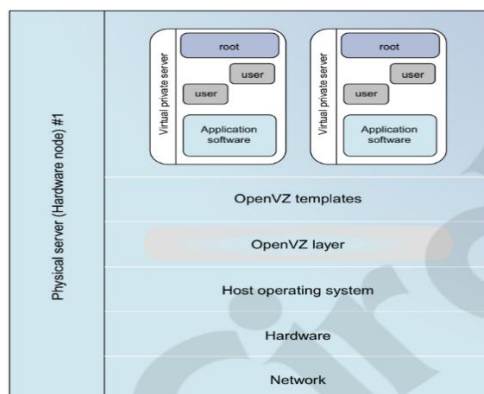 Physical server (Hardware node) #1
Virtual private server
root
user
user
Application
software
Virtual private server
root
user
user
Application
software
OpenVZ templates
OpenVZ layer
Host operating system
Hardware
Network